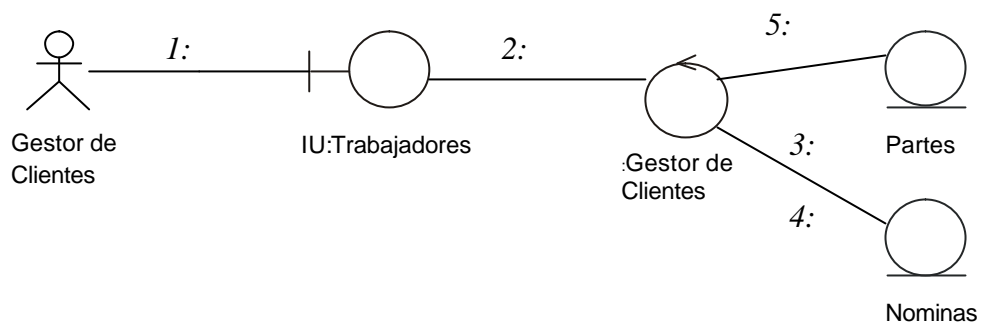 1:
2:
5:
Gestor de
Clientes
IU:Trabajadores
:Gestor de
Clientes
3:
4:
Partes
Nominas